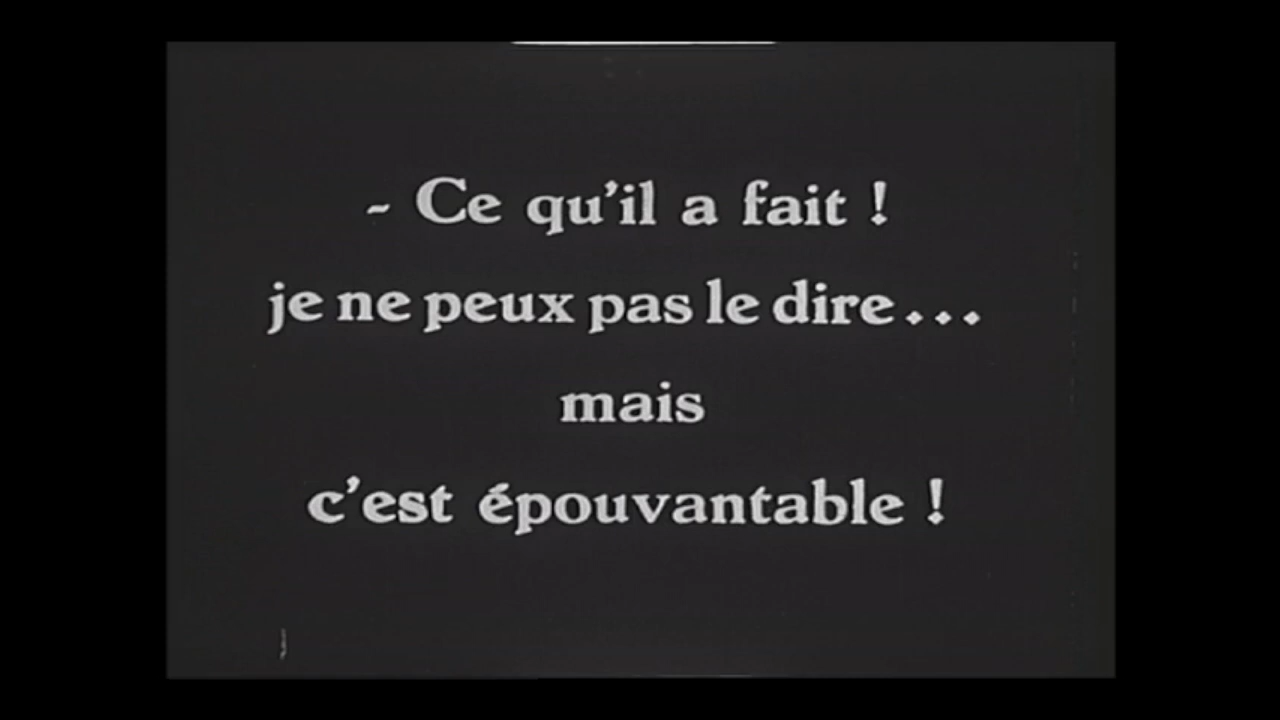 - Ce qu'il a fait !
je ne peux pas le dire...
mais
c'est épouvantable !